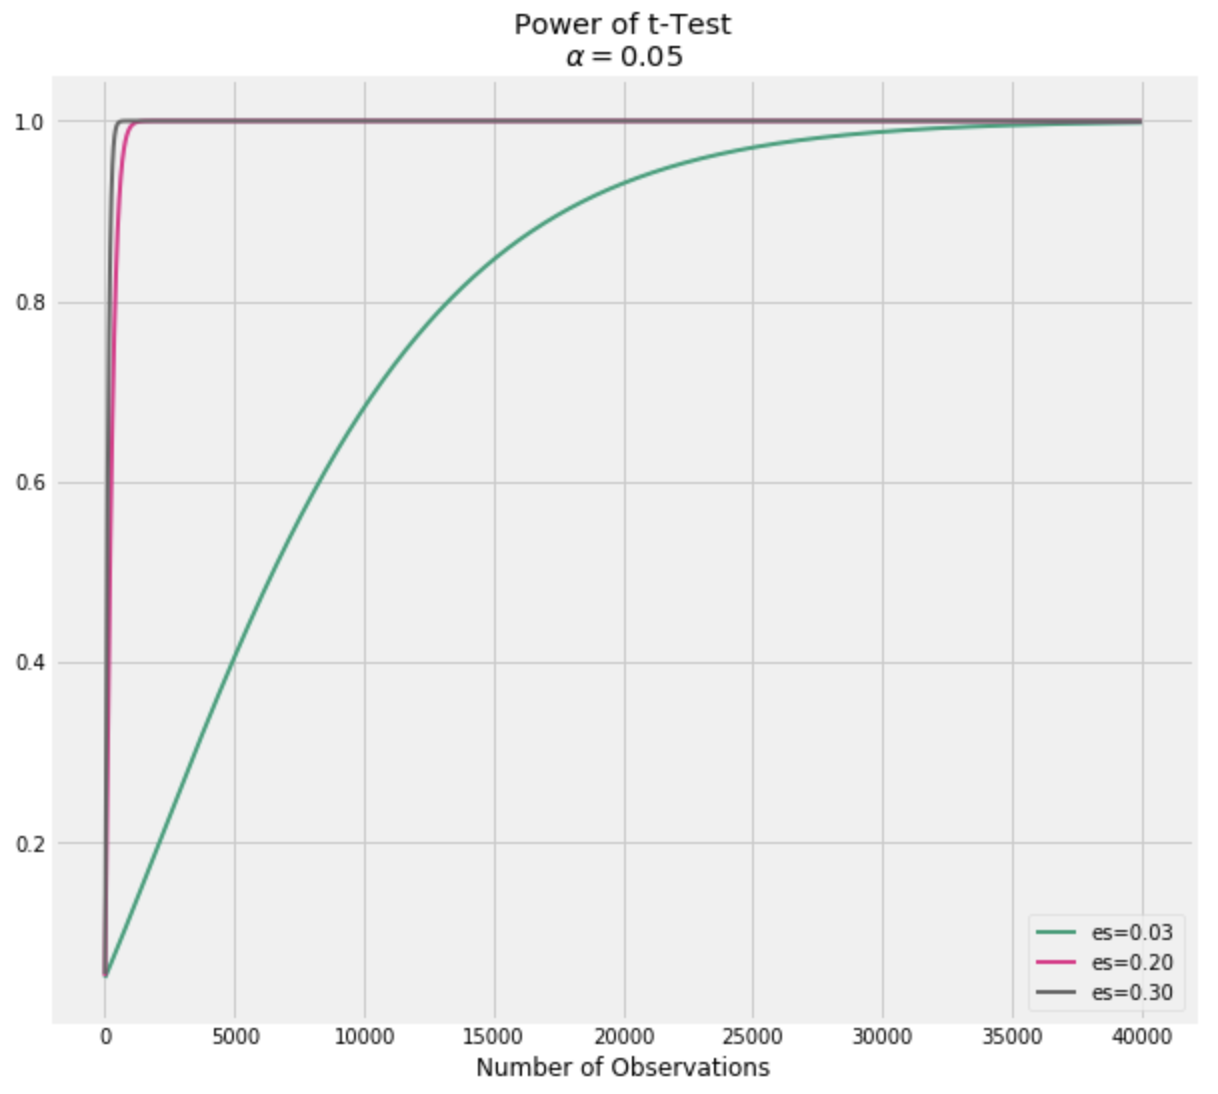 Power of t-Test
α = 0.05
1.0
0.8
0.6
0.4
0.2
es=0.03
es=0.20
es=0.30
0 5000 10000 15000 20000 25000 30000 35000 40000
Number of Observations